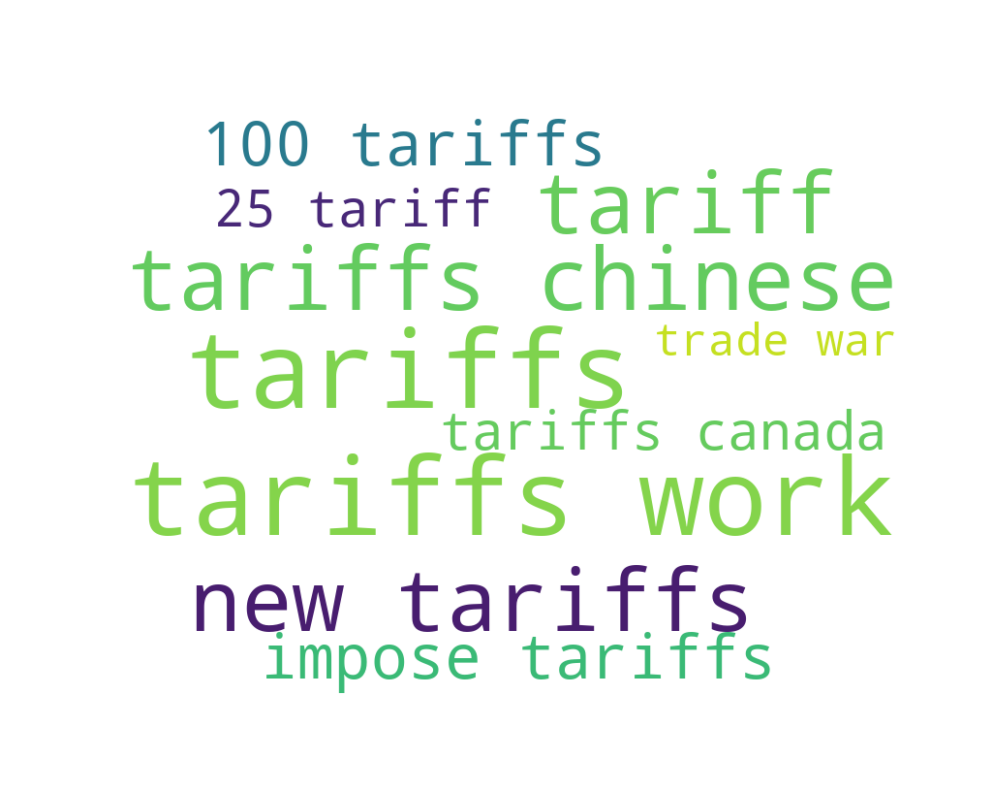 100 tariffs
25 tariff
tariff
tariffs chinese
trade war
tariffs
tariffs canada
tariffs work
new tariffs
impose tariffs